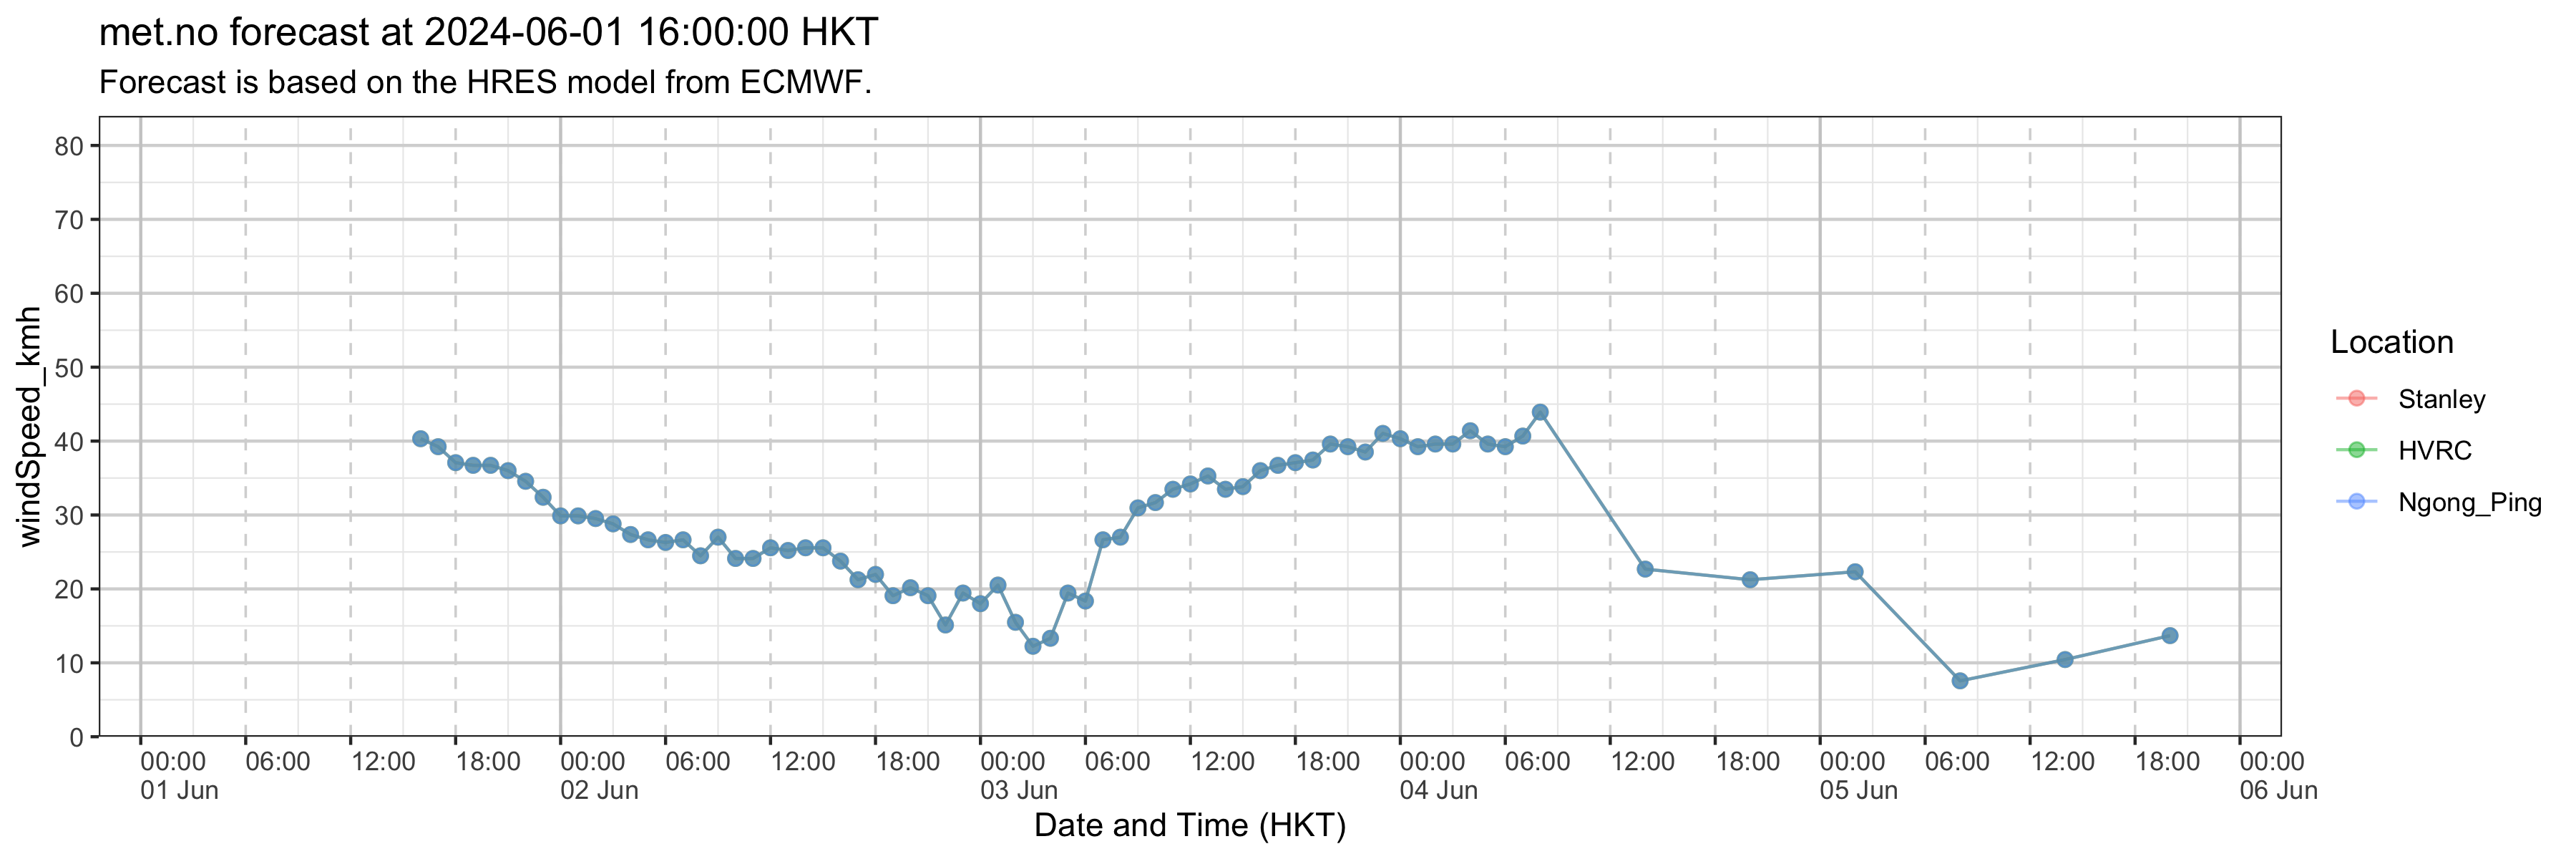 met.no forecast at 2024-06-01 16:00:00 HKT
Forecast is based on the HRES model from ECMWF.
windSpeed_kmh
80
70
60
50
40
30
20
10
0
00:00 06:00 12:00 18:00 00:00 06:00 12:00 18:00 00:00 06:00 12:00 18:00 00:00 06:00 12:00 18:00 00:00 06:00 12:00 18:00 00:00
01 Jun 02 Jun 03 Jun 04 Jun 05 Jun 06 Jun
Date and Time (HKT)
Location
Stanley
HVRC
Ngong_Ping